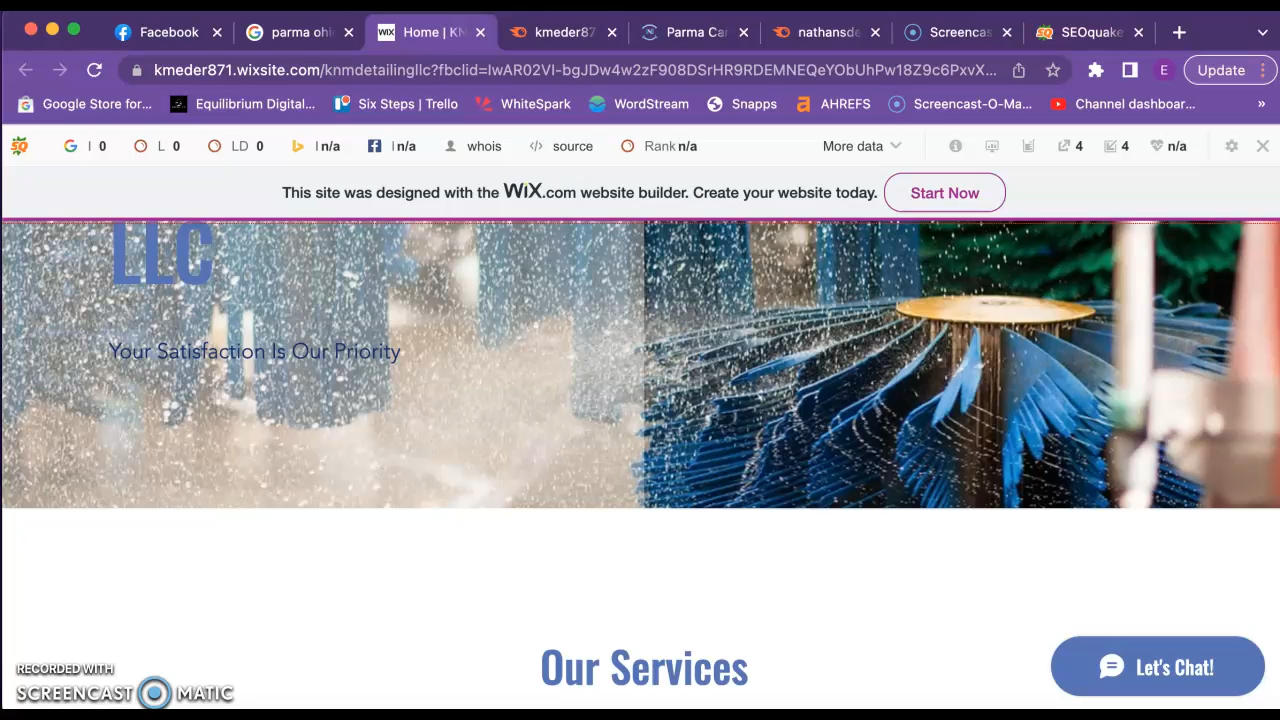 Facebook
parma ohi
WIX Home | KN
kmeder87
Parma Car
nathansde
Screencas
SEOquake
kmeder871.wixsite.com/knmdetailingllc?fbclid=IwAR02VI-bgJDw4w2zF908DSrHR9RDEMNEQeYObUhPw18Z9c6PxvX...
E
Update
Google Store for...
Equilibrium Digital...
Six Steps | Trello
WhiteSpark
WordStream
Snapps
AHREFS
Screencast-O-Ma...
Channel dashboar...
»
SQ
I 0
L 0
LD 0
I n/a
I n/a
whois
source
Rank n/a
More data
4
4
n/a
This site was designed with the WiX.com website builder. Create your website today.
Start Now
LLC
Your Satisfaction Is Our Priority
Our Services
Let's Chat!
RECORDED WITH
SCREENCAST MATIC